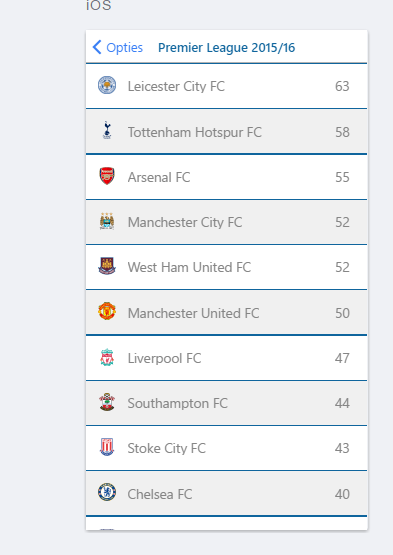 iOS
Opties Premier League 2015/16
Leicester City FC 63
Tottenham Hotspur FC 58
Arsenal FC 55
Manchester City FC 52
West Ham United FC 52
Manchester United FC 50
Liverpool FC 47
Southampton FC 44
Stoke City FC 43
Chelsea FC 40